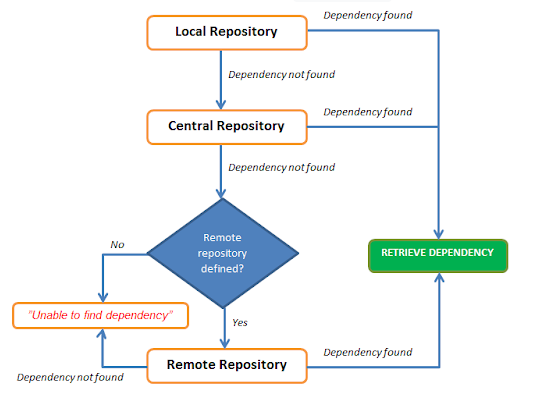 Dependency found
Local Repository
Dependency not found
Dependency found
Central Repository
Dependency not found
Remote
repository
defined?
No
RETRIEVE DEPENDENCY
"Unable to find dependency"
Yes
Dependency found
Remote Repository
Dependency not found